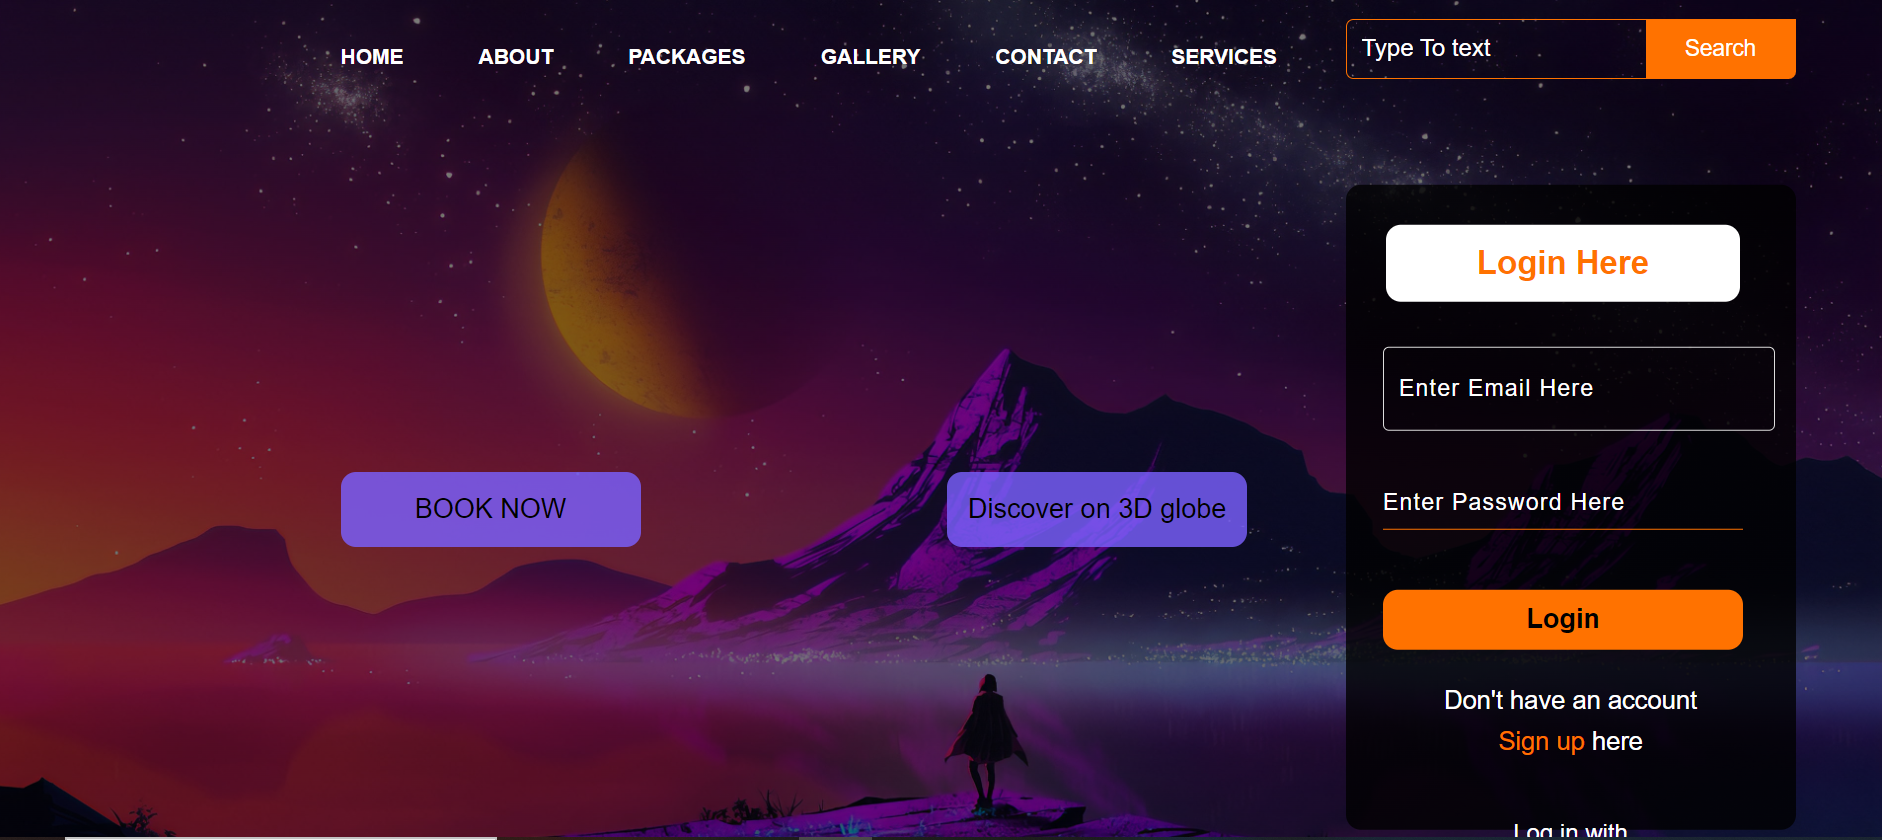 HOME ABOUT PACKAGES GALLERY CONTACT SERVICES
Type To text Search
Login Here
Enter Email Here
Enter Password Here
BOOK NOW
Discover on 3D globe
Login
Don't have an account
Sign up here
Log in with